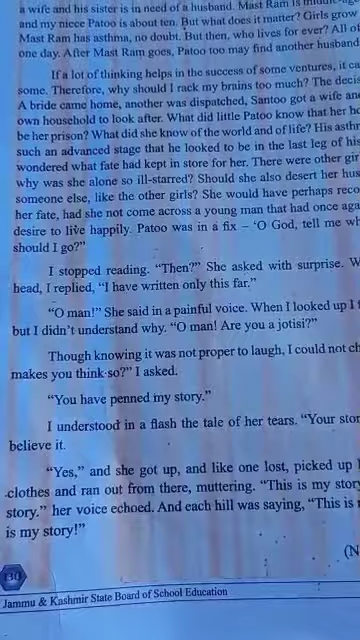 a wife and his sister is in need of a husband. Mast Ram is
and my niece Patoo is about ten. But what does it matter? Girls grow
Mast Ram has asthma, no doubt. But then, who lives for ever? All of
one day. After Mast Ram goes, Patoo too may find another husband
If a lot of thinking helps in the success of some ventures, it ca
some. Therefore, why should I rack my brains too much? The decis
A bride came home, another was dispatched, Santoo got a wife an
own household to look after. What did little Patoo know that her ho
be her prison? What did she know of the world and of life? His asth
such an advanced stage that he looked to be in the last leg of his
wondered what fate had kept in store for her. There were other gir
why was she alone so ill-starred? Should she also desert her hus
someone else, like the other girls? She would have perhaps reco
her fate, had she not come across a young man that had once aga
desire to live happily. Patoo was in a fix – 'O God, tell me wh
should I go?"
I stopped reading. "Then?" She asked with surprise. W
head, I replied, "I have written only this far."
"O man!" She said in a painful voice. When I looked up I
but I didn't understand why. "O man! Are you a jotisi?"
Though knowing it was not proper to laugh, I could not ch
makes you think so?" I asked.
"You have penned my story."
I understood in a flash the tale of her tears. "Your stor
believe it.
"Yes," and she got up, and like one lost, picked up
clothes and ran out from there, muttering. "This is my story
story." her voice echoed. And each hill was saying, "This is
is my story!"
(N
130
Jammu & Kashmir State Board of School Education